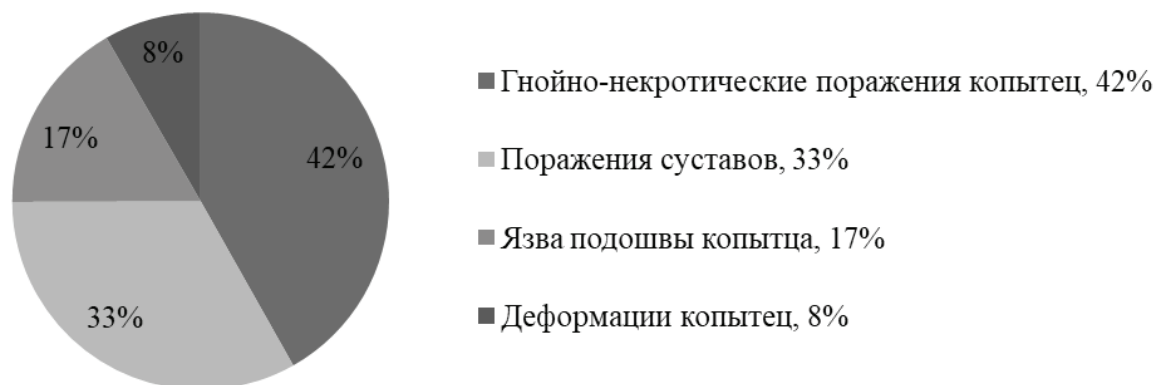 8%
17%
42%
33%
Гнойно-некротические поражения копытец, 42%
Поражения суставов, 33%
Язва подошвы копытца, 17%
Деформации копытец, 8%